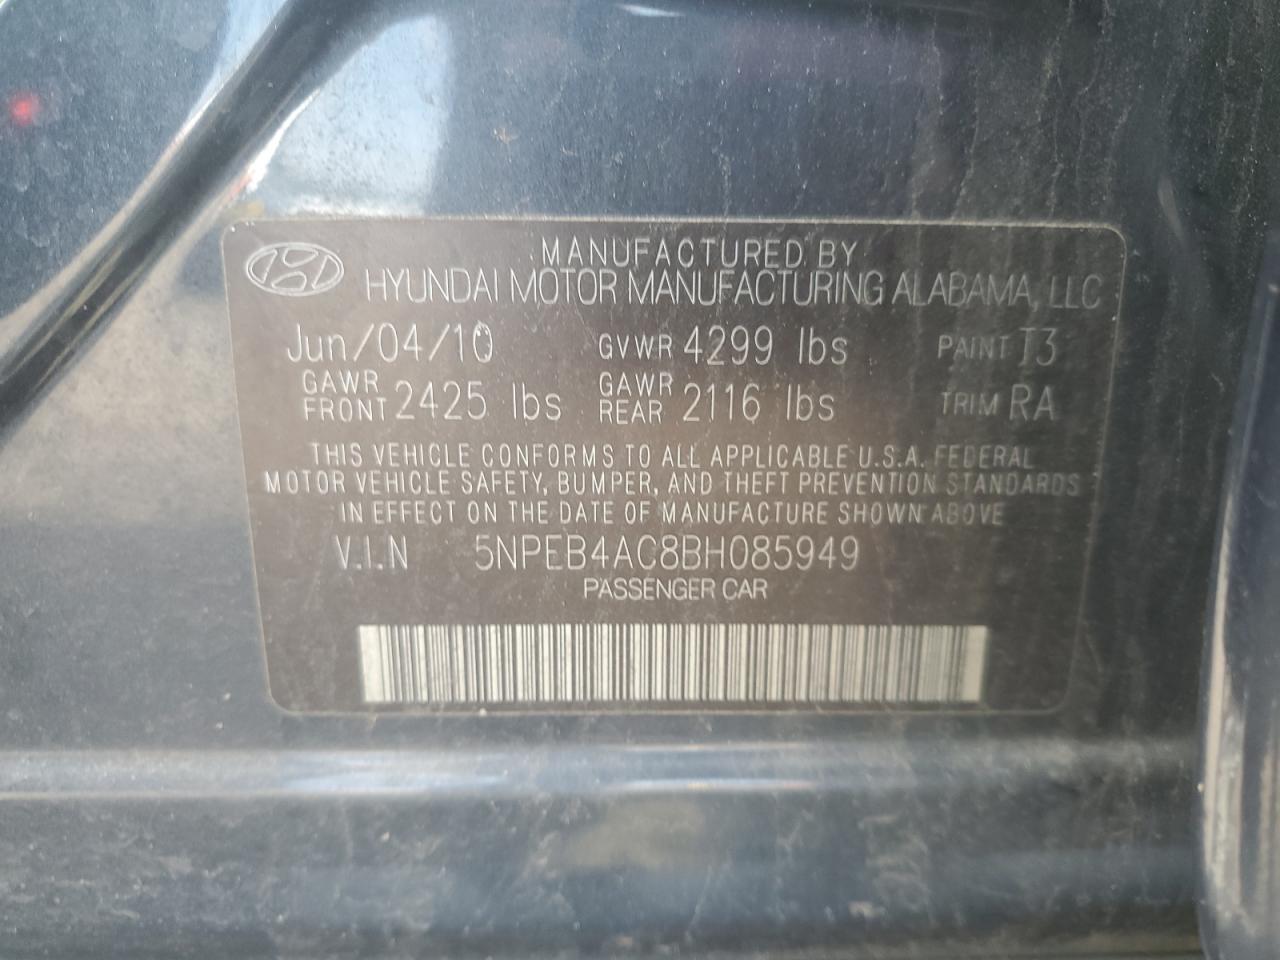 MANUFACTURED BY
HYUNDAI MOTOR MANUFACTURING ALABAMA, LLC
Jun/04/10 GVWR 4299 lbs PAINT T3
GAWR FRONT 2425 lbs GAWR REAR 2116 lbs TRIM RA
THIS VEHICLE CONFORMS TO ALL APPLICABLE U.S.A. FEDERAL
MOTOR VEHICLE SAFETY, BUMPER, AND THEFT PREVENTION STANDARDS
IN EFFECT ON THE DATE OF MANUFACTURE SHOWN ABOVE
V.I.N 5NPEB4AC8BH085949
PASSENGER CAR